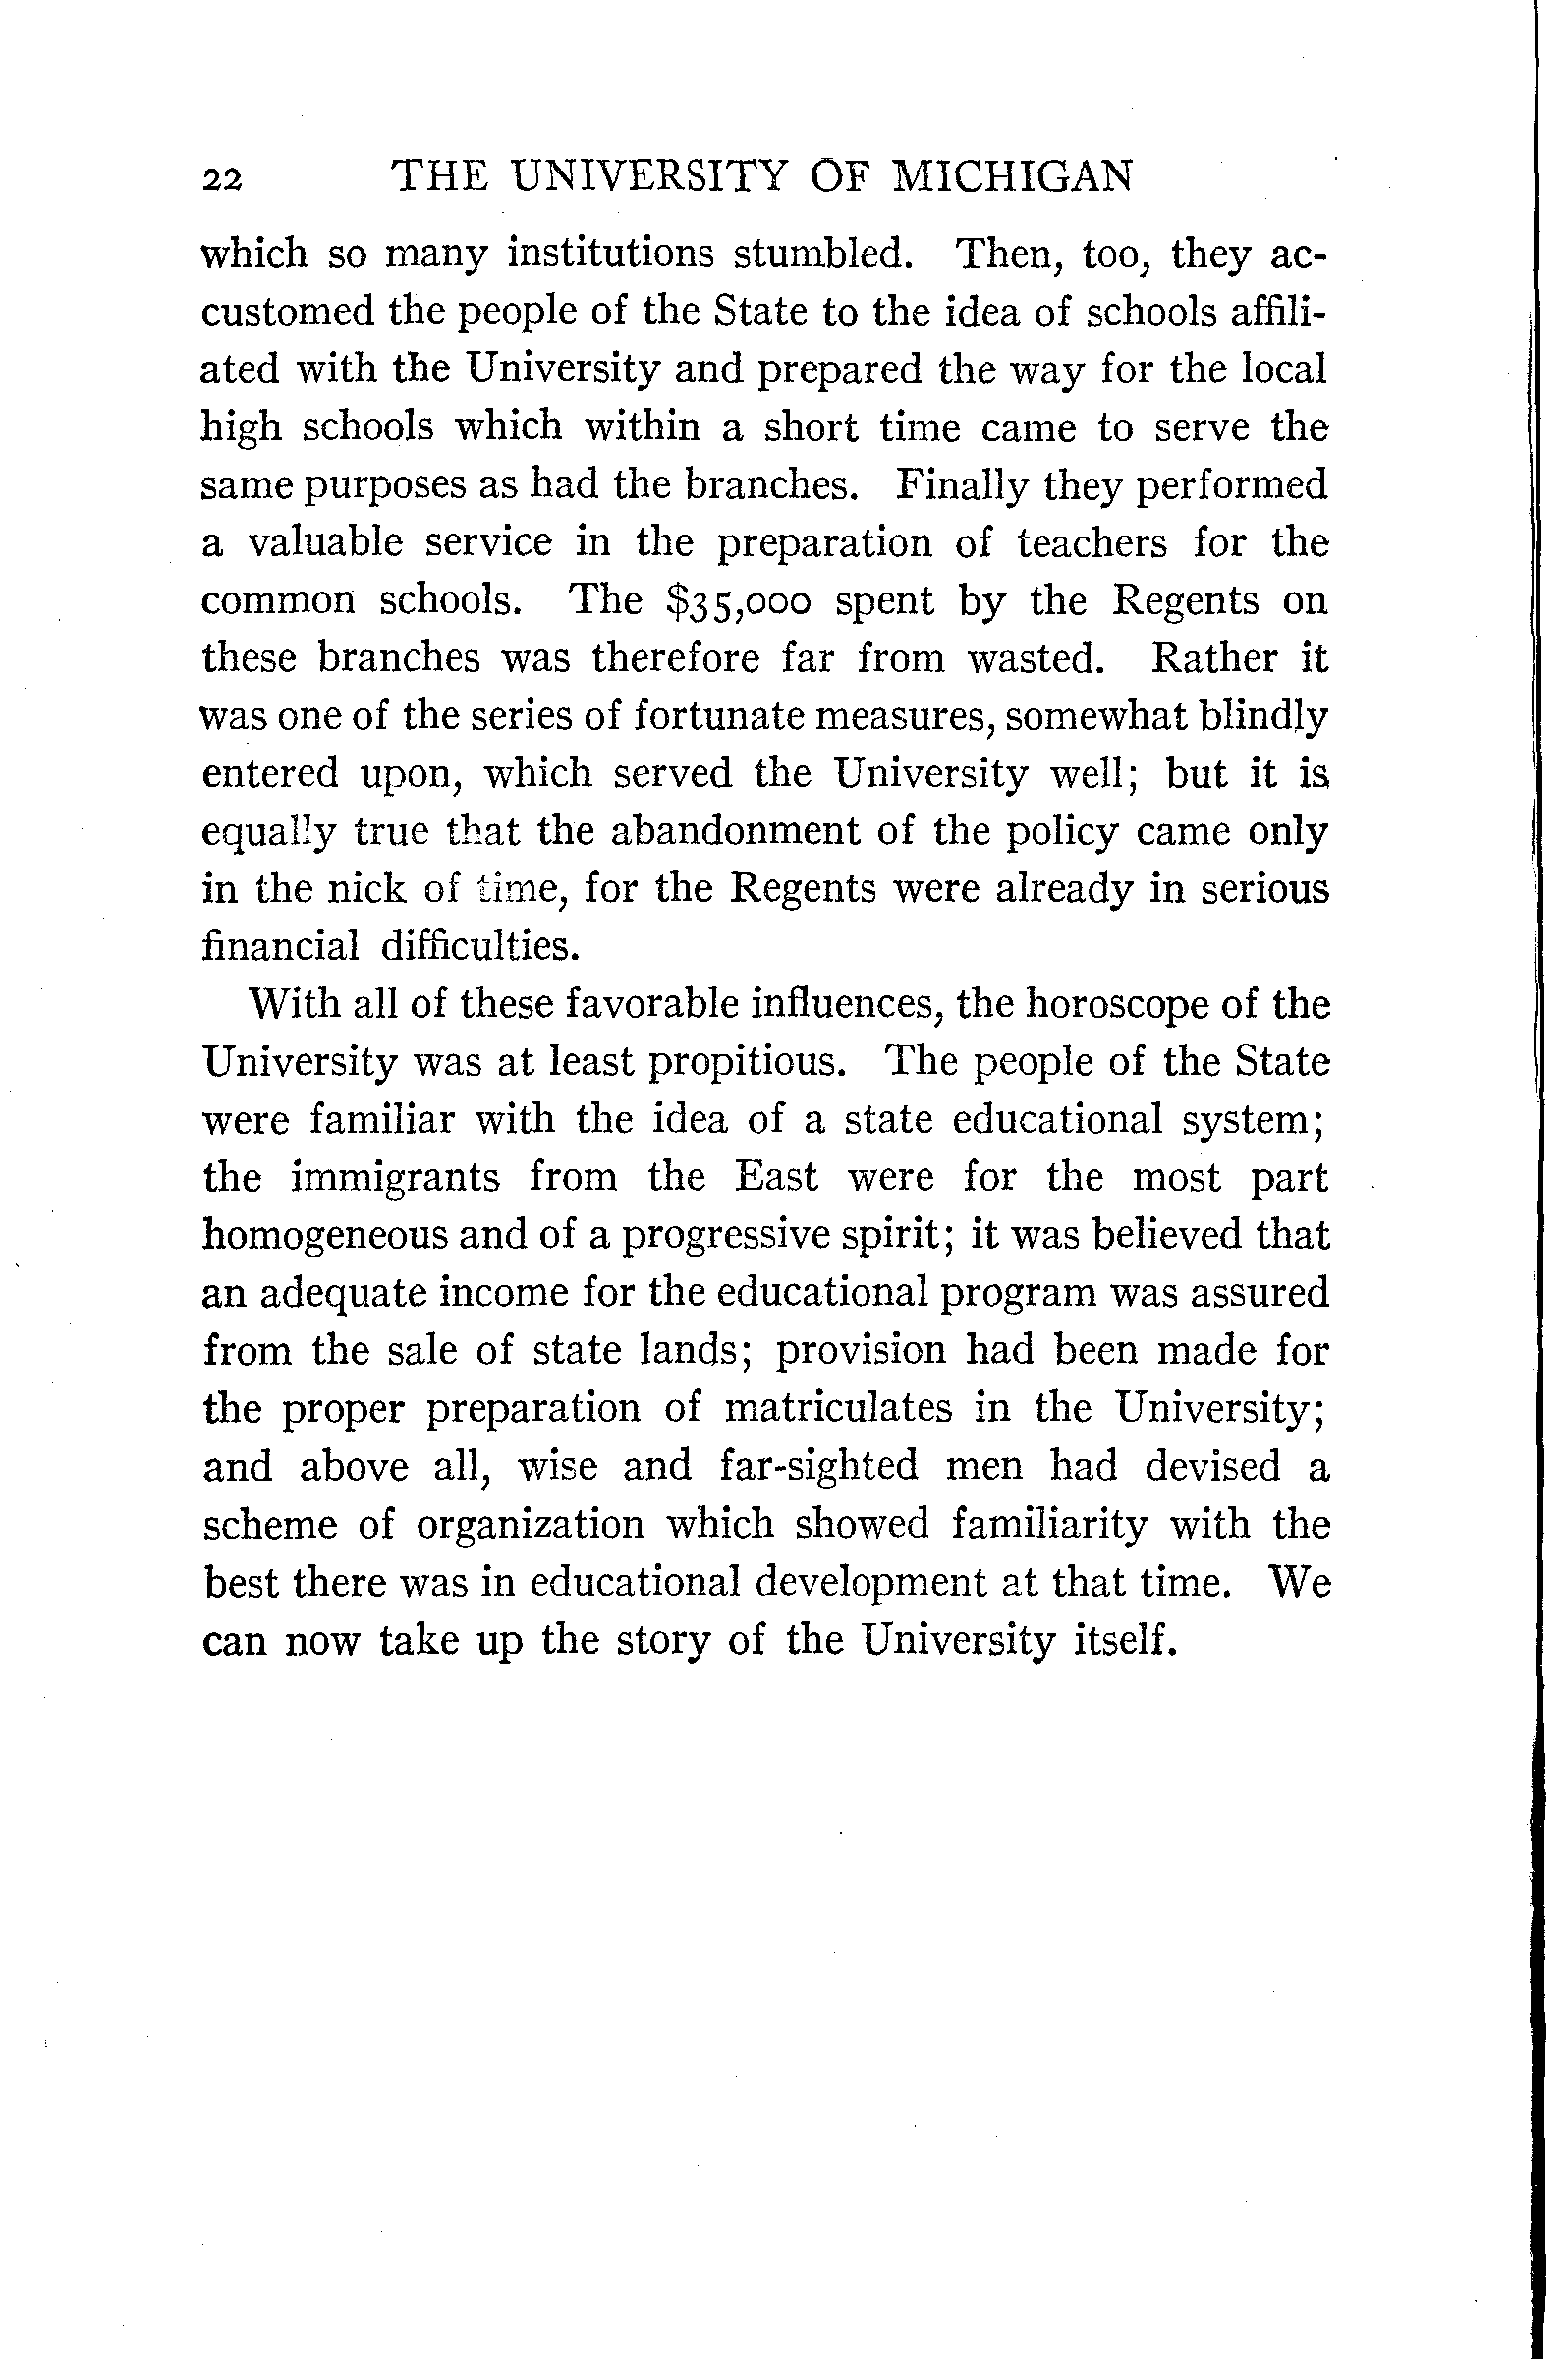 22 THE UNIVERSITY OF MICHIGAN
which so many institutions stumbled. Then, too, they ac-
customed the people of the State to the idea of schools affili-
ated with the University and prepared the way for the local
high schools which within a short time came to serve the
same purposes as had the branches. Finally they performed
a valuable service in the preparation of teachers for the
common schools. The $35,000 spent by the Regents on
these branches was therefore far from wasted. Rather it
was one of the series of fortunate measures, somewhat blindly
entered upon, which served the University well; but it is
equally true that the abandonment of the policy came only
in the nick of time, for the Regents were already in serious
financial difficulties.
With all of these favorable influences, the horoscope of the
University was at least propitious. The people of the State
were familiar with the idea of a state educational system;
the immigrants from the East were for the most part
homogeneous and of a progressive spirit; it was believed that
an adequate income for the educational program was assured
from the sale of state lands; provision had been made for
the proper preparation of matriculates in the University;
and above all, wise and far-sighted men had devised a
scheme of organization which showed familiarity with the
best there was in educational development at that time. We
can now take up the story of the University itself.